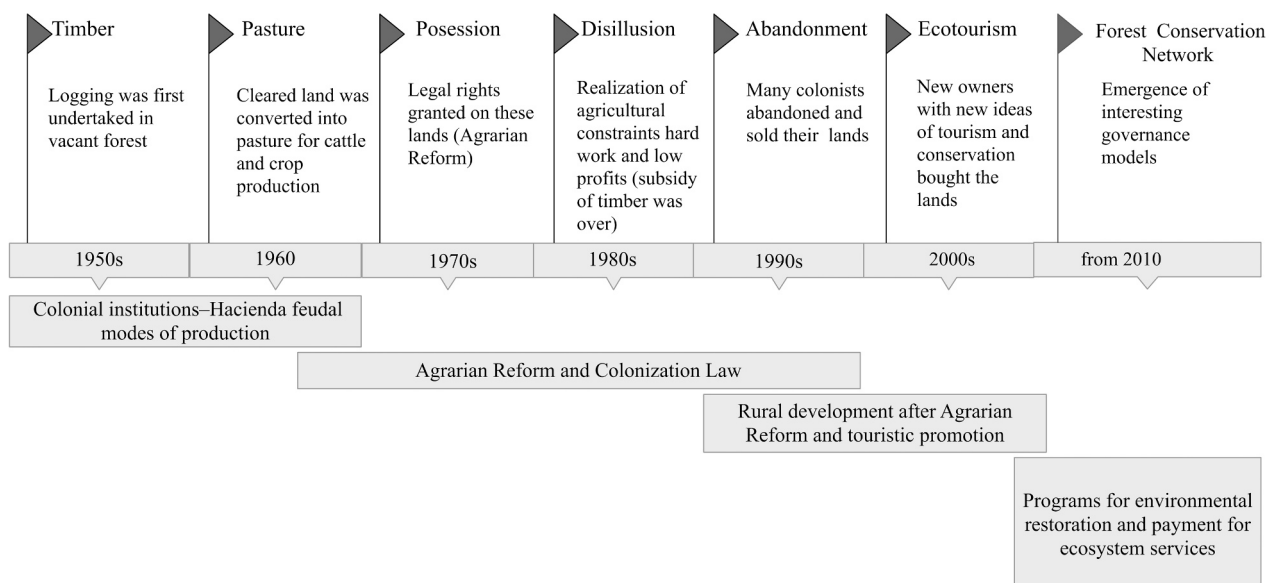 Timber
Logging was first
undertaken in
vacant forest
Pasture
Cleared land was
converted into
pasture for cattle
and crop
production
Posession
Legal rights
granted on these
lands (Agrarian
Reform)
Disillusion
Realization of
agricultural
constraints hard
work and low
profits (subsidy
of timber was
over)
Abandonment
Many colonists
abandoned and
sold their lands
Ecotourism
New owners
with new ideas
of tourism and
conservation
bought the
lands
Forest Conservation
Network
Emergence of
interesting
governance
models
1950s
1960
1970s
1980s
1990s
2000s
from 2010
Colonial institutions–Hacienda feudal
modes of production
Agrarian Reform and Colonization Law
Rural development after Agrarian
Reform and touristic promotion
Programs for environmental
restoration and payment for
ecosystem services